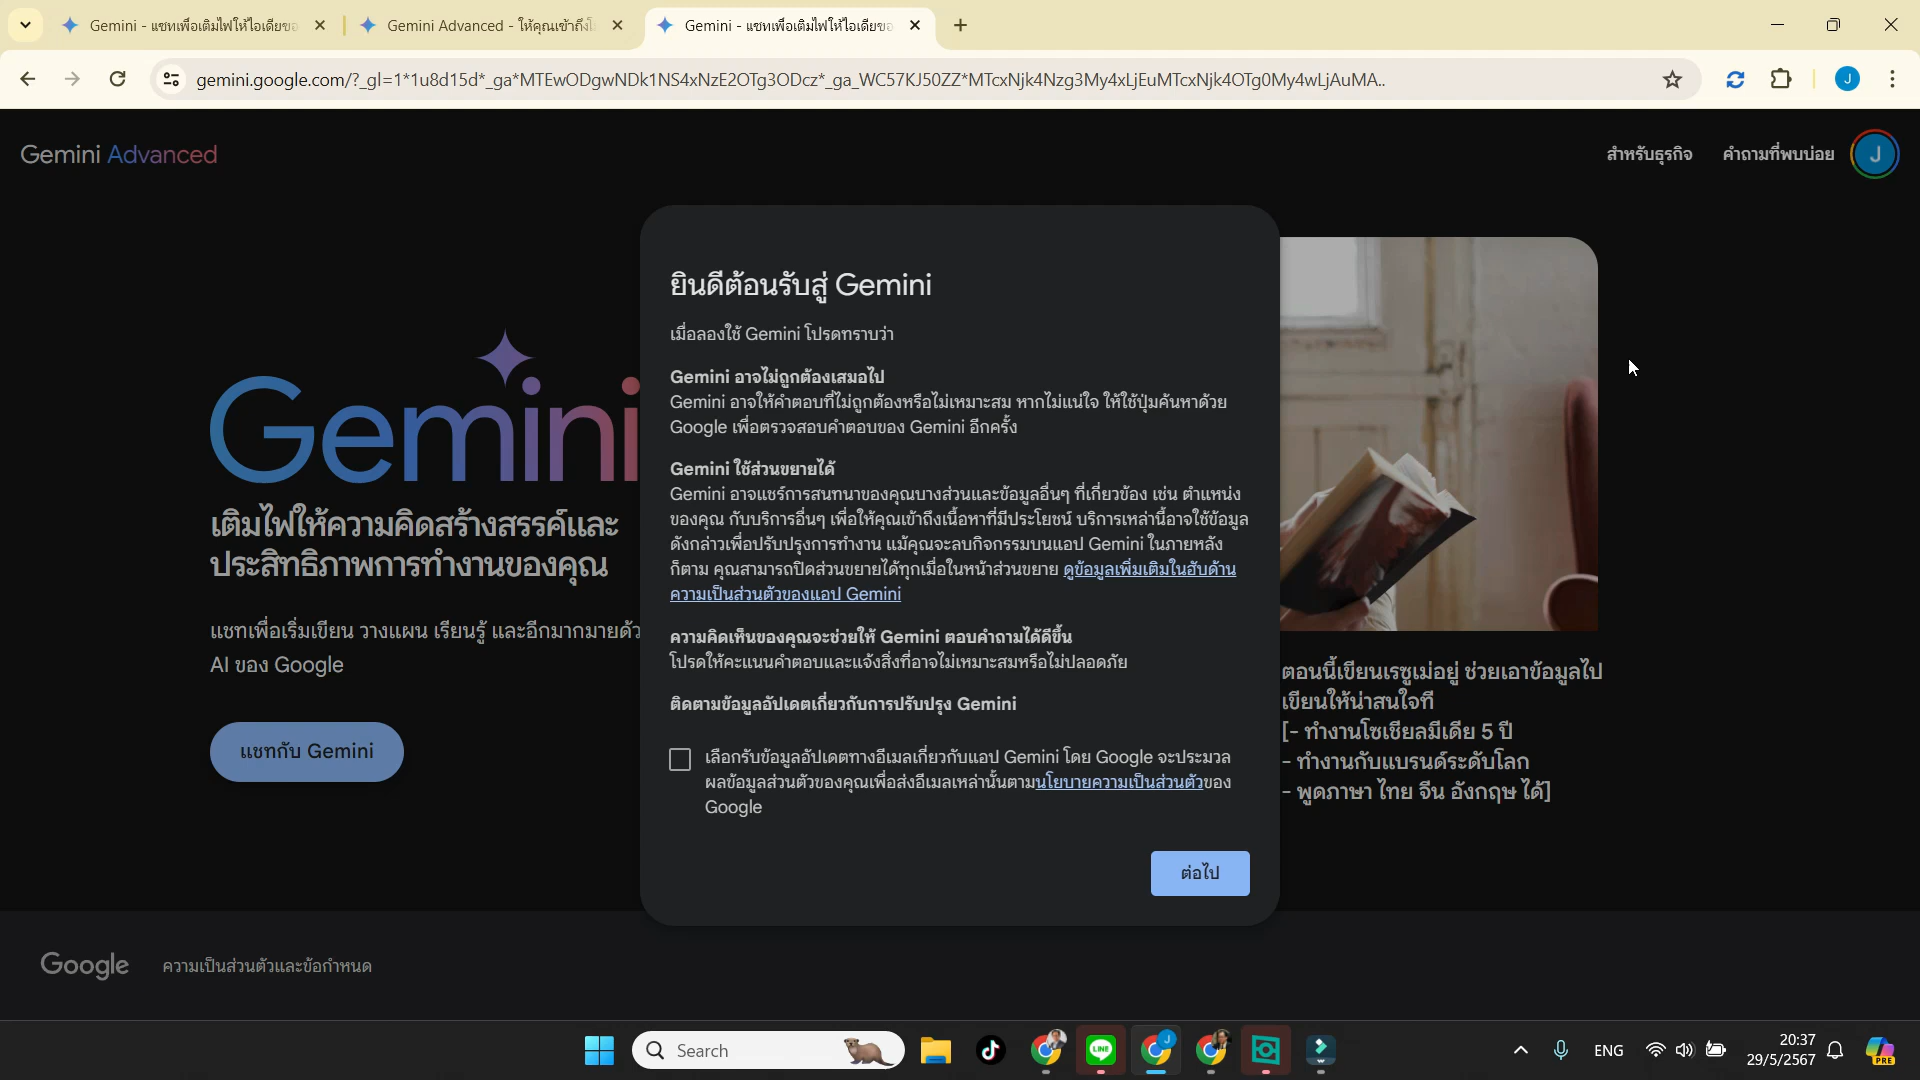 Gemini - แชทเพื่อเติมไฟให้ไอเดียของ
Gemini Advanced - ให้คุณเข้าถึงโ
Gemini - แชทเพื่อเติมไฟให้ไอเดียขอ
gemini.google.com/?_gl=1*1u8d15d*_ga*MTEwODgwNDk1NS4xNzE2OTg3ODcz*_ga_WC57KJ50ZZ*MTcxNjk4Nzg3My4xLjEuMTcxNjk4OTg0My4wLjAuMA..
J
Gemini Advanced
สำหรับธุรกิจ
คำถามที่พบบ่อย
J
Gemini
เติมไฟให้ความคิดสร้างสรรค์และ
ประสิทธิภาพการทำงานของคุณ
แชทเพื่อเริ่มเขียน วางแผน เรียนรู้ และอีกมากมายด้ว
AI ของ Google
แชทกับ Gemini
ยินดีต้อนรับสู่ Gemini
เมื่อลองใช้ Gemini โปรดทราบว่า
Gemini อาจไม่ถูกต้องเสมอไป
Gemini อาจให้คำตอบที่ไม่ถูกต้องหรือไม่เหมาะสม หากไม่แน่ใจ ให้ใช้ปุ่มค้นหาด้วย
Google เพื่อตรวจสอบคำตอบของ Gemini อีกครั้ง
Gemini ใช้ส่วนขยายได้
Gemini อาจแชร์การสนทนาของคุณบางส่วนและข้อมูลอื่นๆ ที่เกี่ยวข้อง เช่น ตำแหน่ง
ของคุณ กับบริการอื่นๆ เพื่อให้คุณเข้าถึงเนื้อหาที่มีประโยชน์ บริการเหล่านี้อาจใช้ข้อมูล
ดังกล่าวเพื่อปรับปรุงการทำงาน แม้คุณจะลบกิจกรรมบนแอป Gemini ในภายหลัง
ก็ตาม คุณสามารถปิดส่วนขยายได้ทุกเมื่อในหน้าส่วนขยาย ดูข้อมูลเพิ่มเติมในฮับด้าน
ความเป็นส่วนตัวของแอป Gemini
ความคิดเห็นของคุณจะช่วยให้ Gemini ตอบคำถามได้ดีขึ้น
โปรดให้คะแนนคำตอบและแจ้งสิ่งที่อาจไม่เหมาะสมหรือไม่ปลอดภัย
ติดตามข้อมูลอัปเดตเกี่ยวกับการปรับปรุง Gemini
เลือกรับข้อมูลอัปเดตทางอีเมลเกี่ยวกับแอป Gemini โดย Google จะประมวล
ผลข้อมูลส่วนตัวของคุณเพื่อส่งอีเมลเหล่านั้นตามนโยบายความเป็นส่วนตัวของ
Google
ต่อไป
ตอนนี้เขียนเรซูเม่อยู่ ช่วยเอาข้อมูลไป
เขียนให้น่าสนใจที
[- ทำงานโซเชียลมีเดีย 5 ปี
- ทำงานกับแบรนด์ระดับโลก
- พูดภาษา ไทย จีน อังกฤษ ได้]
Google
ความเป็นส่วนตัวและข้อกำหนด
Search
LINE
J
ENG
20:37
29/5/2567
PRE